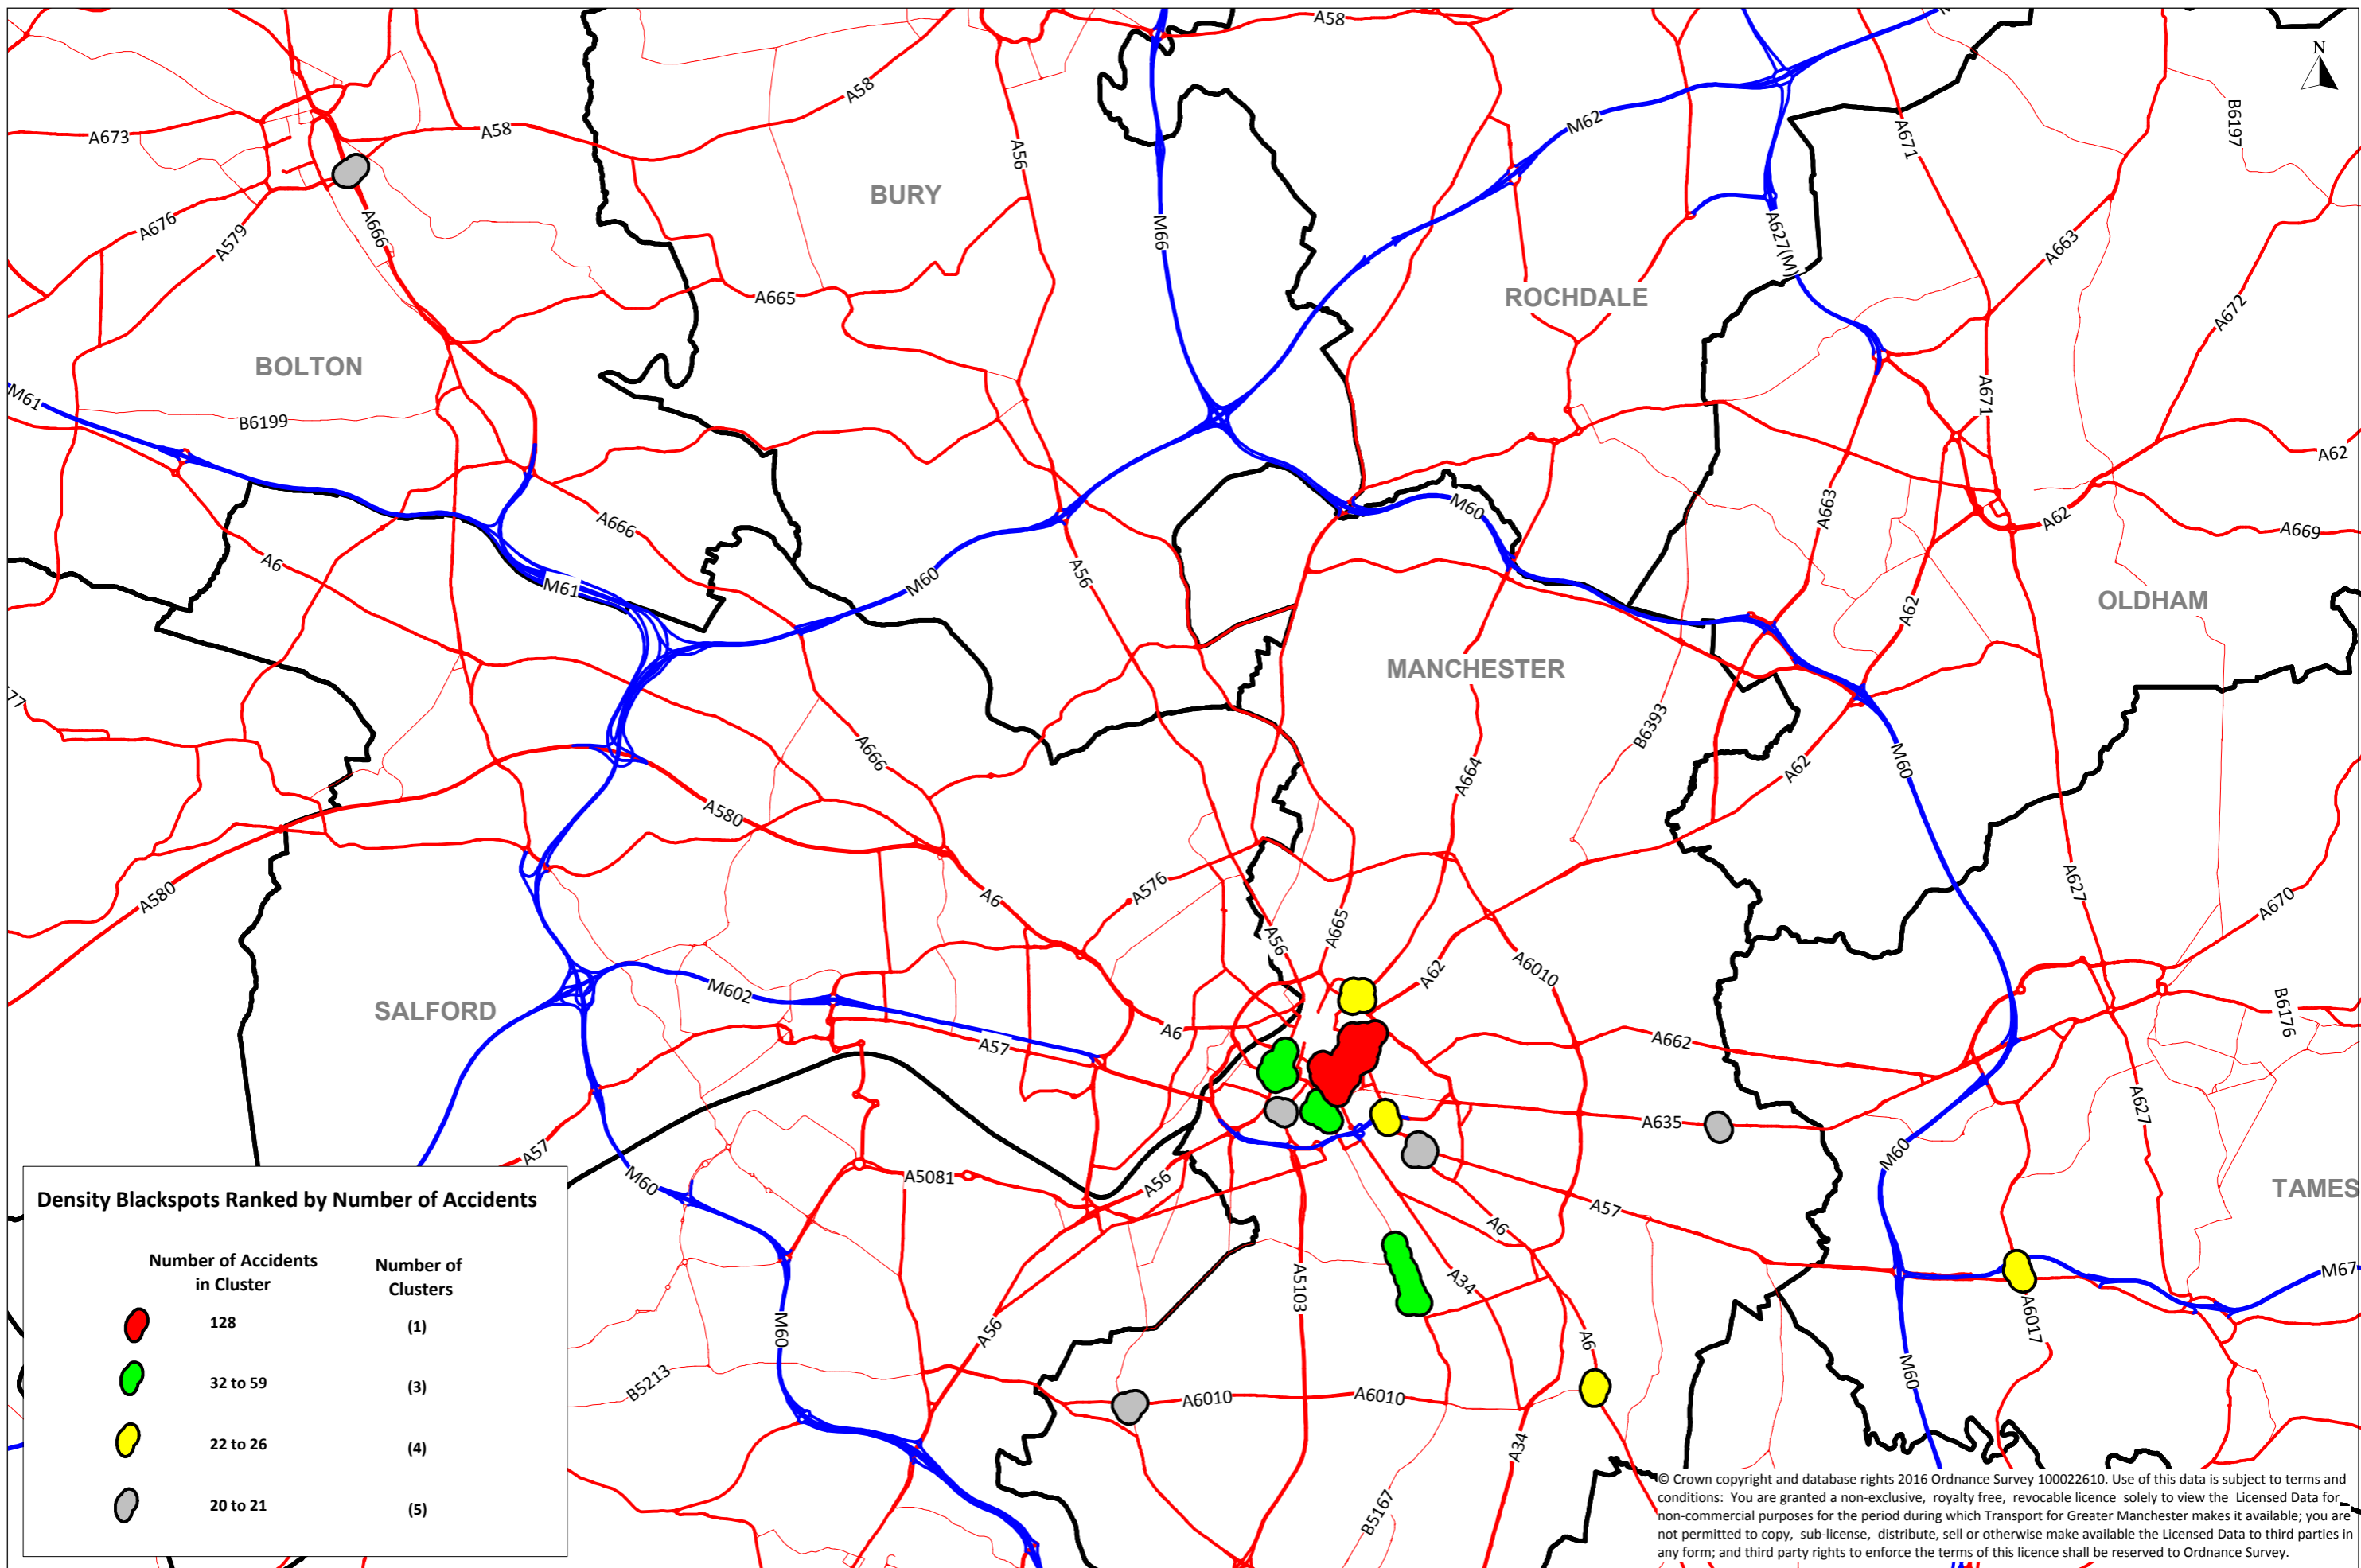 A58
N
A58
M62
A671
B6197
A673
A58
A56
BURY
M66
A676
A579
A666
A627(M)
A663
A665
ROCHDALE
A672
BOLTON
M61
B6199
A671
A62
A666
M60
A663
A62
A669
A6
M61
M60
A56
A62
OLDHAM
MANCHESTER
77
A666
B6393
A664
A62
M60
A580
A580
A6
A576
A627
A670
A665
A56
A62
A6010
M602
SALFORD
B6176
A6
A57
A662
A627
A635
A57
M60
A5081
A56
M60
A57
A6
TAMES
A5103
A34
M67
A6017
M60
A56
A6
M60
B5213
A6010
A6010
A34
B5167
Density Blackspots Ranked by Number of Accidents
Number of Accidents
in Cluster
Number of
Clusters
128 (1)
32 to 59 (3)
22 to 26 (4)
20 to 21 (5)
© Crown copyright and database rights 2016 Ordnance Survey 100022610. Use of this data is subject to terms and
conditions: You are granted a non-exclusive, royalty free, revocable licence solely to view the Licensed Data for
non-commercial purposes for the period during which Transport for Greater Manchester makes it available; you are
not permitted to copy, sub-license, distribute, sell or otherwise make available the Licensed Data to third parties in
any form; and third party rights to enforce the terms of this licence shall be reserved to Ordnance Survey.